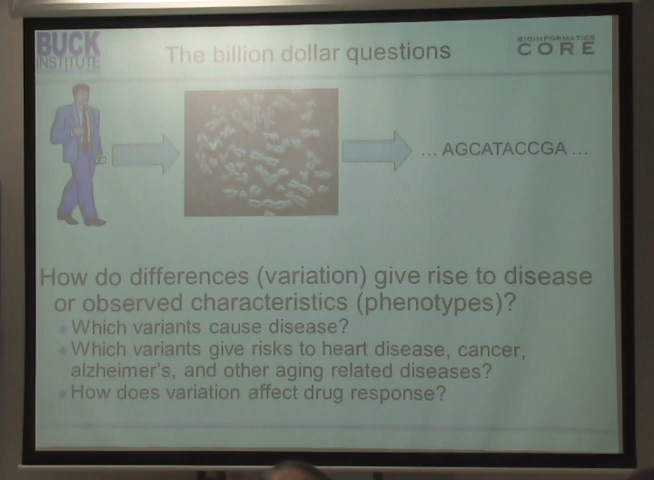 BUCK
INSTITUTE
The billion dollar questions
BIOINFORMATICS
CORE
... AGCATACCGA ...
How do differences (variation) give rise to disease
or observed characteristics (phenotypes)?
Which variants cause disease?
Which variants give risks to heart disease, cancer,
alzheimer's, and other aging related diseases?
How does variation affect drug response?